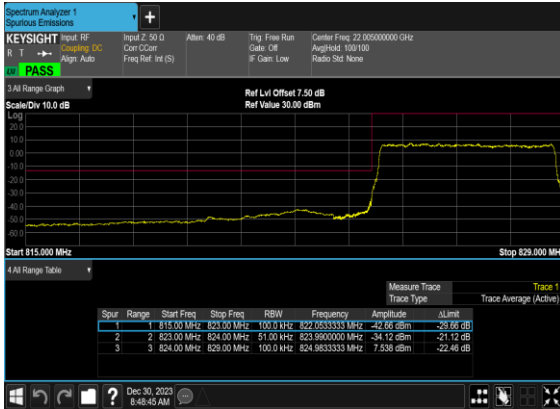 Spectrum Analyzer 1
Spurious Emissions
+
KEYSIGHT
R T
Input: RF
Coupling: DC
Align: Auto
Input Z: 50 Ω
Corr CCorr
Freq Ref: Int (S)
Atten: 40 dB
Trig: Free Run
Gate: Off
IF Gain: Low
Center Freq: 22.005000000 GHz
Avg|Hold: 100/100
Radio Std: None
PASS
3 All Range Graph
Scale/Div 10.0 dB
Ref Lvl Offset 7.50 dB
Ref Value 30.00 dBm
Log
20.0
10.0
0.00
-10.0
-20.0
-30.0
-40.0
-50.0
-60.0
Start 815.000 MHz
Stop 829.000 MH
4 All Range Table
Measure Trace Trace 1
Trace Type Trace Average (Active)
Spur Range Start Freq Stop Freq RBW Frequency Amplitude ΔLimit
1 1 815.00 MHz 823.00 MHz 100.0 kHz 822.0533333 MHz -42.66 dBm -29.66 dB
2 2 823.00 MHz 824.00 MHz 51.00 kHz 823.9900000 MHz -34.12 dBm -21.12 dB
3 3 824.00 MHz 829.00 MHz 100.0 kHz 824.9833333 MHz 7.538 dBm -22.46 dB
?
Dec 30, 2023
8:48:45 AM